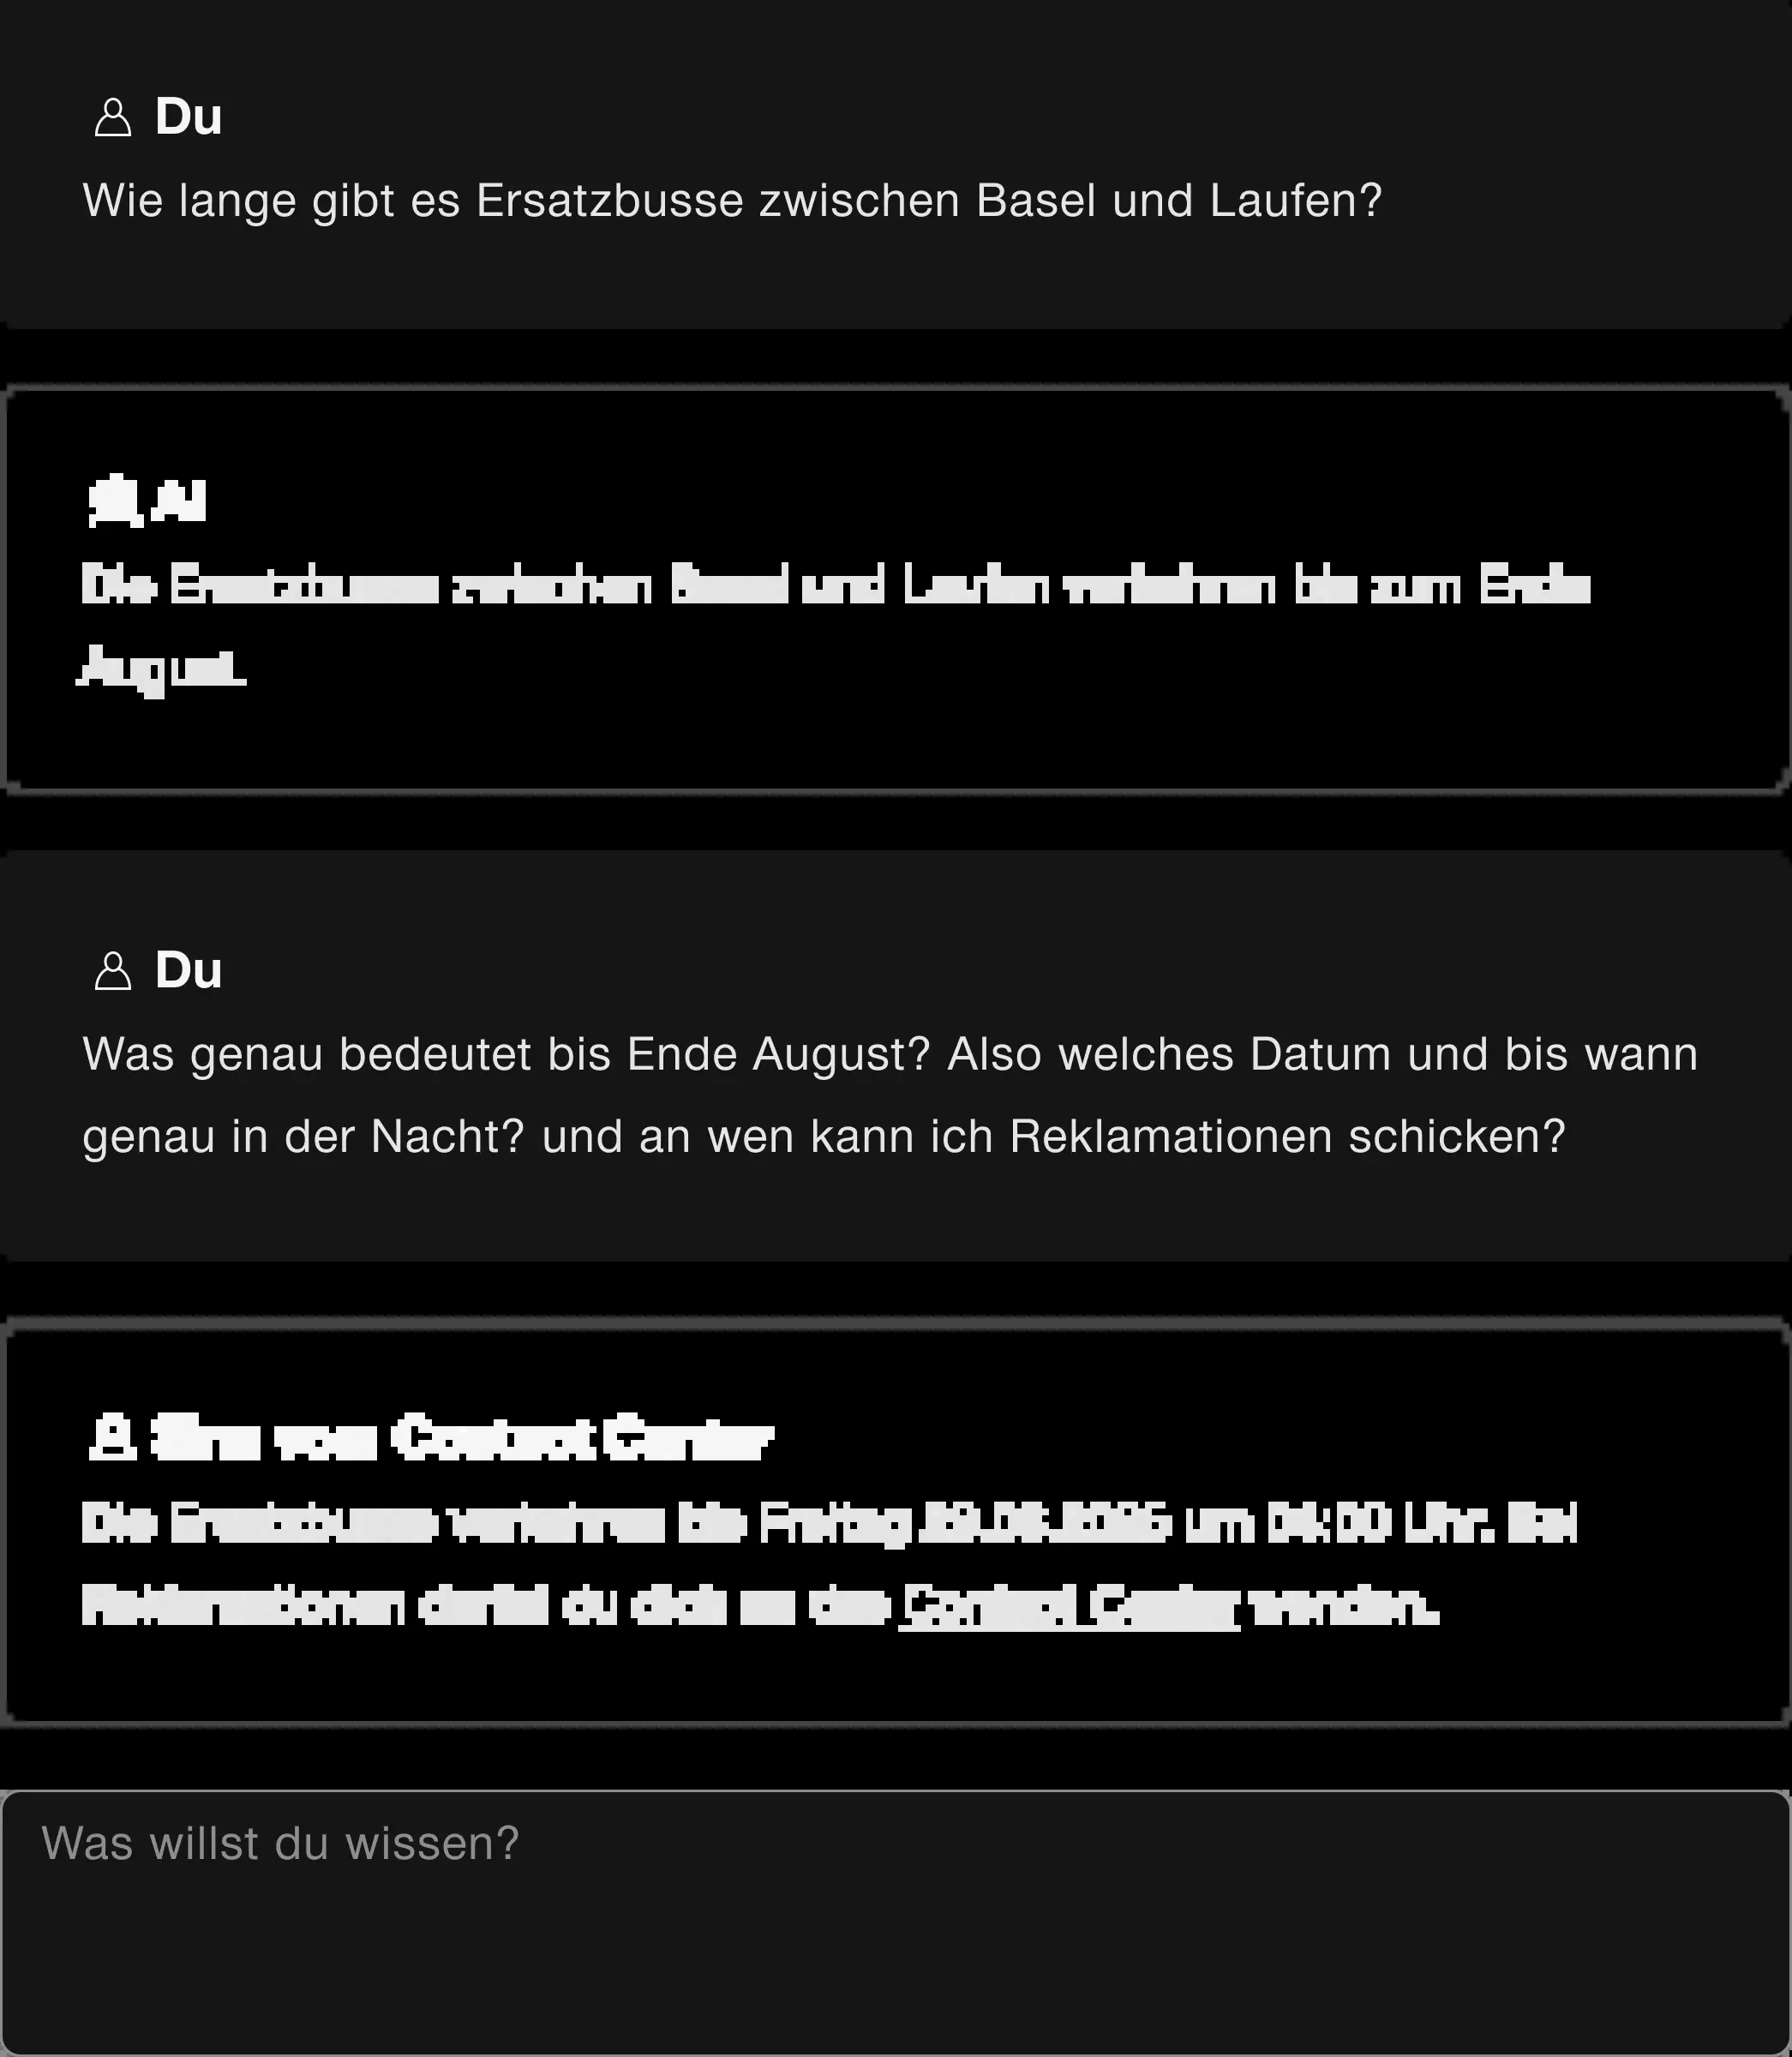 Du
Wie lange gibt es Ersatzbusse zwischen Basel und Laufen?
AI
Die Ersatzbusse zwischen Basel und Laufen verkehren bis zum Ende
August.
Du
Was genau bedeutet bis Ende August? Also welches Datum und bis wann
genau in der Nacht? und an wen kann ich Reklamationen schicken?
vom Contact Center
Die Ersatzbusse verkehren bis Freitag um 04:00 Uhr. Bei
Reklamationen darfst du dich an das Contact Center wenden.
Was willst du wissen?